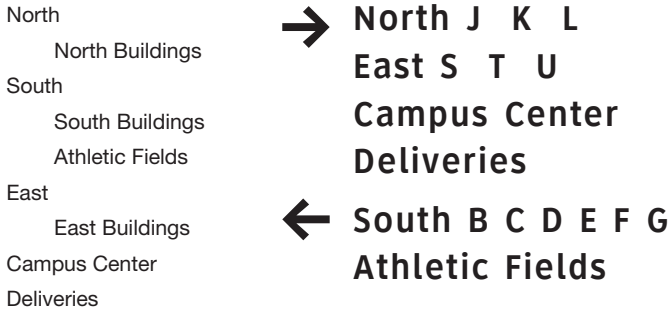 North
North Buildings
South
South Buildings
Athletic Fields
East
East Buildings
Campus Center
Deliveries
→ North J K L
East S T U
Campus Center
Deliveries
← South B C D E F G
Athletic Fields